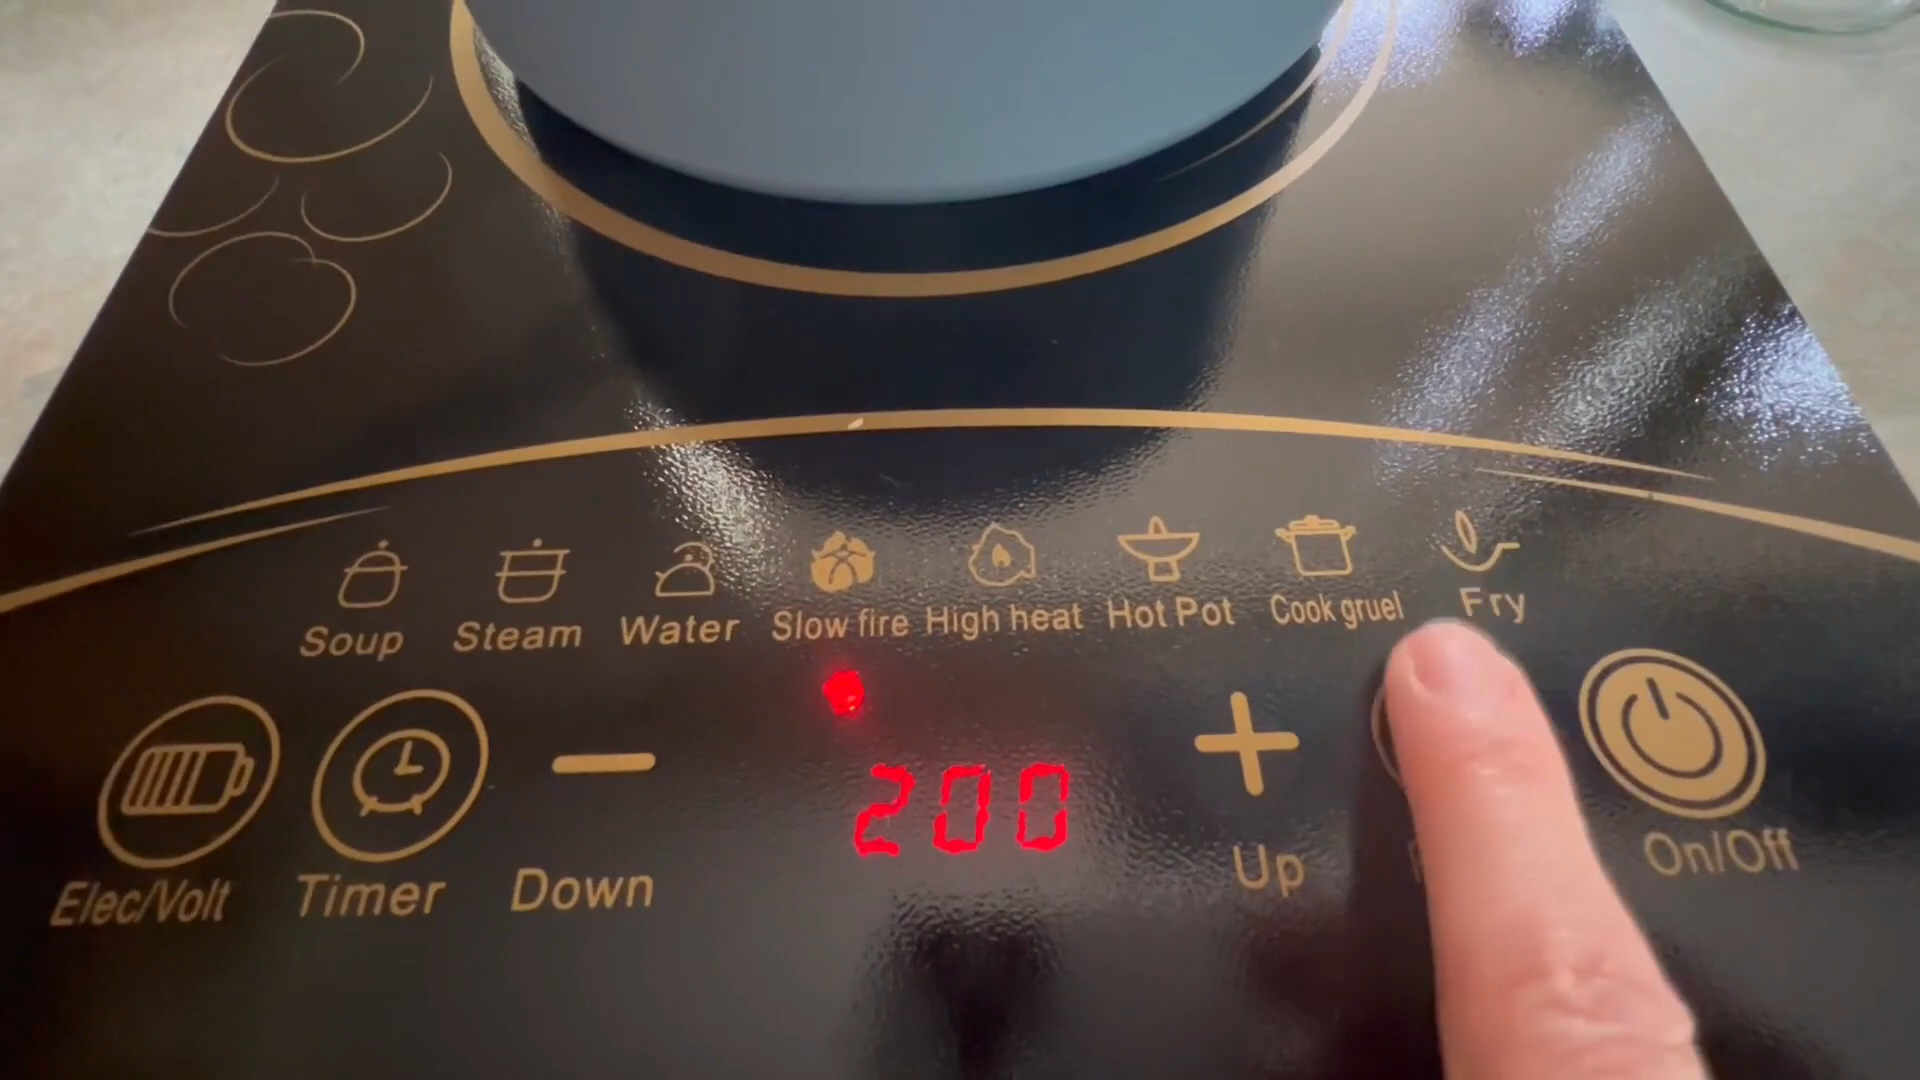 Soup Steam Water Slow fire High heat Hot Pot Cook gruel Fry
200
Elec/Volt Timer Down Up On/Off